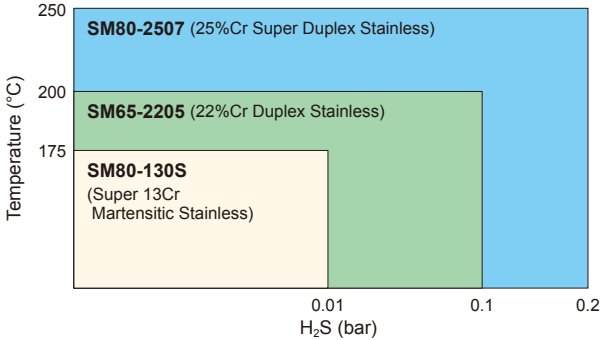 250
SM80-2507 (25%Cr Super Duplex Stainless)
200
SM65-2205 (22%Cr Duplex Stainless)
175
SM80-130S
(Super 13Cr
Martensitic Stainless)
Temperature (°C)
0.01
0.1
0.2
H₂S (bar)